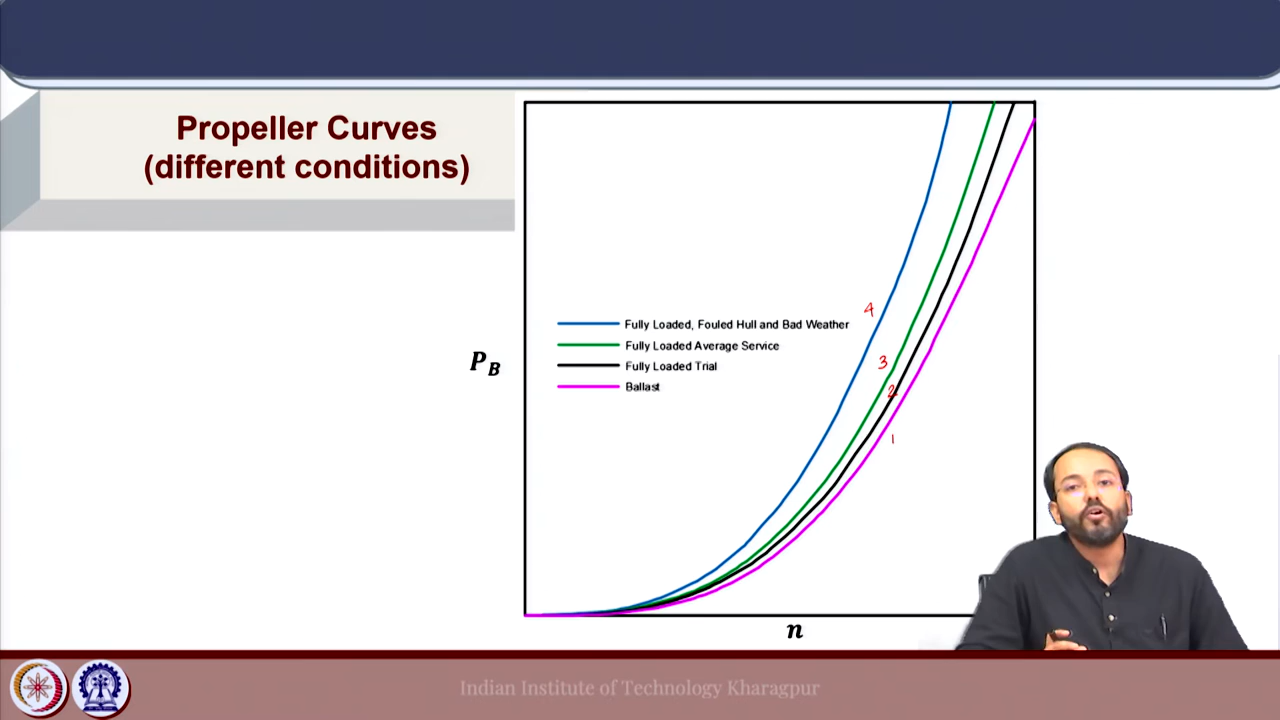 Propeller Curves
(different conditions)
4
Fully Loaded, Fouled Hull and Bad Weather
Fully Loaded Average Service
3
P_B
Fully Loaded Trial
2
Ballast
1
n
Indian Institute of Technology Kharagpur